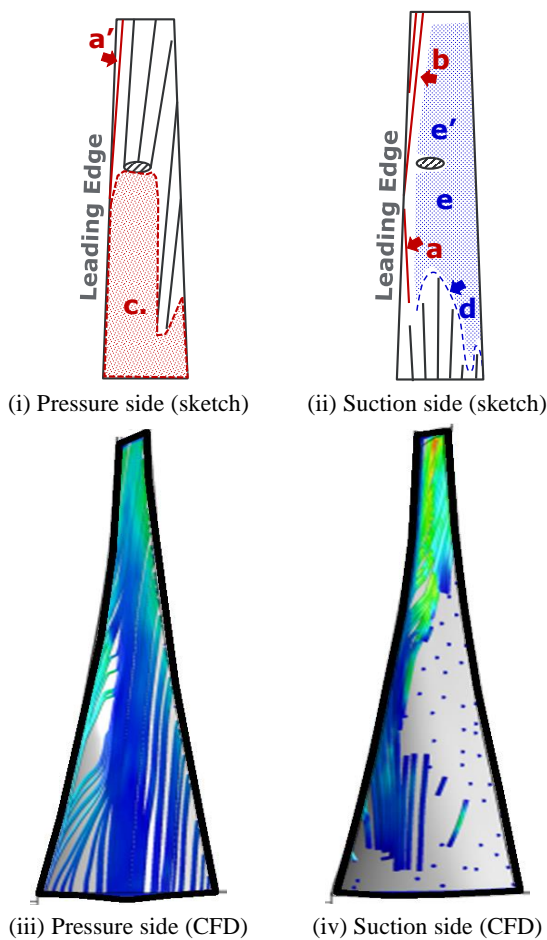 a’
Leading Edge
c.
(i) Pressure side (sketch)
b
e’
e
Leading Edge
a
d
(ii) Suction side (sketch)
(iii) Pressure side (CFD)
(iv) Suction side (CFD)